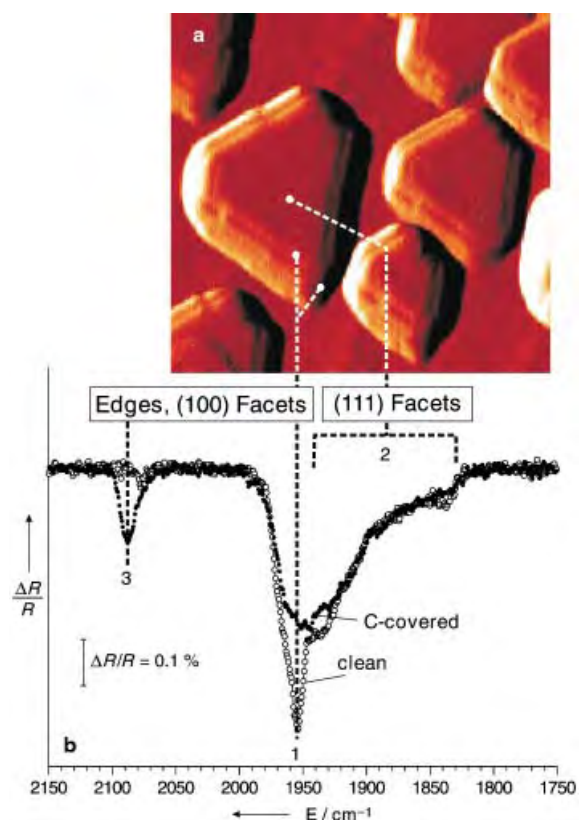 a
Edges, (100) Facets
(111) Facets
2
3
C-covered
clean
ΔR
R
ΔR/R = 0.1 %
b
1
2150 2100 2050 2000 1950 1900 1850 1800 1750
E / cm⁻¹